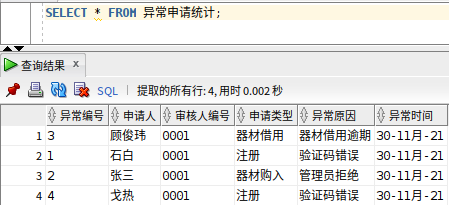 SELECT * FROM 异常申请统计;
查询结果 x
SQL | 提取的所有行: 4, 用时 0.002 秒
异常编号 申请人 审核人编号 申请类型 异常原因 异常时间
1 3 顾俊玮 0001 器材借用 器材借用逾期 30-11月-21
2 1 石白 0001 注册 验证码错误 30-11月-21
3 2 张三 0001 器材购入 管理员拒绝 30-11月-21
4 4 戈热 0001 注册 验证码错误 30-11月-21